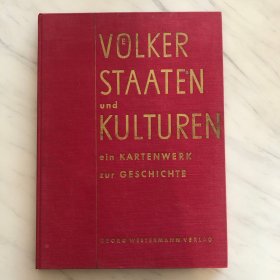 VÖLKER
STAATEN
und
KULTUREN
ein KARTENWERK
zur GESCHICHTE
GEORG WESTERMANN VERLAG